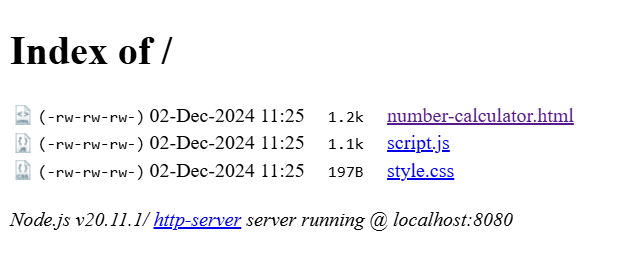 Index of /
(-rw-rw-rw-) 02-Dec-2024 11:25 1.2k number-calculator.html
(-rw-rw-rw-) 02-Dec-2024 11:25 1.1k script.js
(-rw-rw-rw-) 02-Dec-2024 11:25 197B style.css
Node.js v20.11.1/ http-server server running @ localhost:8080